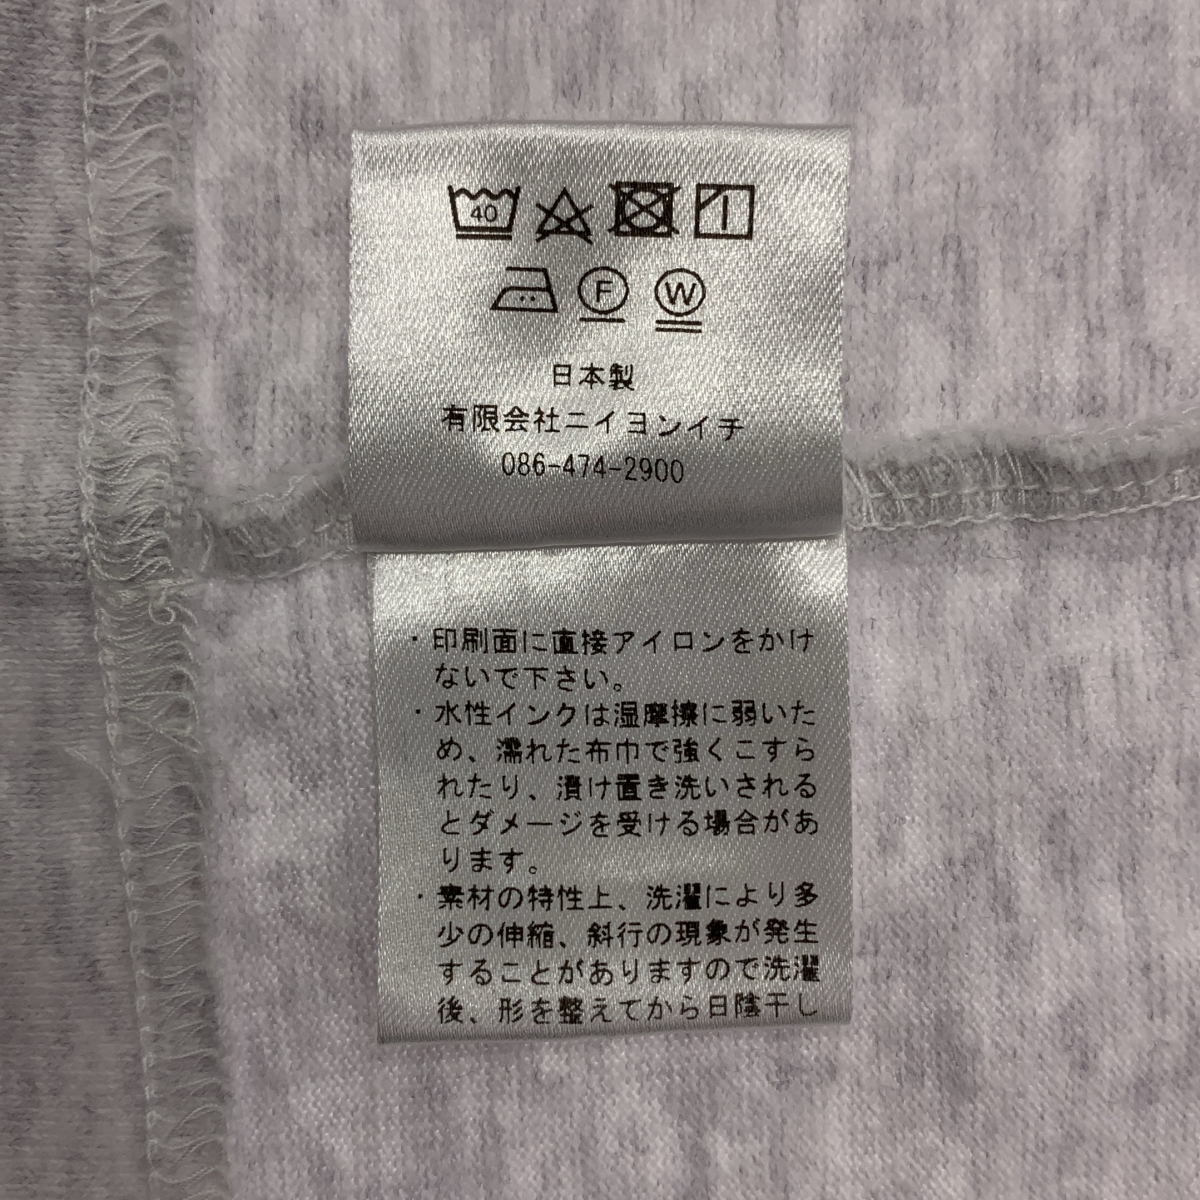 40
F W
日本製
有限会社ニイヨンイチ
086-474-2900
・印刷面に直接アイロンをかけ
ないで下さい。
・水性インクは湿摩擦に弱いた
め、濡れた布巾で強くこすら
れたり、漬け置き洗いされる
とダメージを受ける場合があ
ります。
・素材の特性上、洗濯により多
少の伸縮、斜行の現象が発生
することがありますので洗濯
後、形を整えてから日陰干し